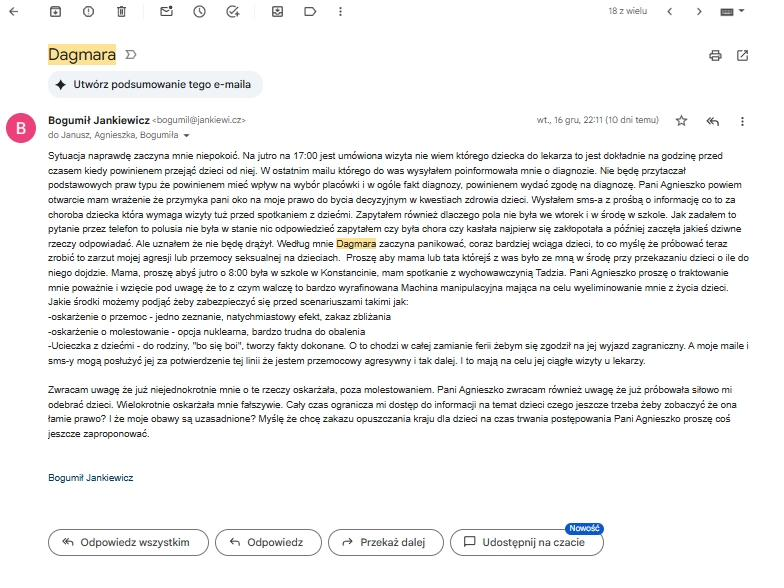 18 z wielu
Dagmara
Utwórz podsumowanie tego e-maila
B
Bogumił Jankiewicz <bogumil@jankiewi.cz>
wt., 16 gru, 22:11 (10 dni temu)
do Janusz, Agnieszka, Bogumiła
Sytuacja naprawdę zaczyna mnie niepokoić. Na jutro na 17:00 jest umówiona wizyta nie wiem którego dziecka do lekarza to jest dokładnie na godzinę przed
czasem kiedy powinienem przejąć dzieci od niej. W ostatnim mailu którego do was wysyłałem poinformowała mnie o diagnozie. Nie będę przytaczał
podstawowych praw typu że powinienem mieć wpływ na wybór placówki i w ogóle fakt diagnozy, powinienem wydać zgodę na diagnozę. Pani Agnieszko powiem
otwarcie mam wrażenie że przymyka pani oko na moje prawo do bycia decyzyjnym w kwestiach zdrowia dzieci. Wysłałem sms-a z prośbą o informację co to za
choroba dziecka która wymaga wizyty tuż przed spotkaniem z dziećmi. Zapytałem również dlaczego pola nie była we wtorek i w środę w szkole. Jak zadałem to
pytanie przez telefon to polusia nie była w stanie nic odpowiedzieć zapytałem czy była chora czy kasłała najpierw się zakłopotała a później zaczęła jakieś dziwne
rzeczy odpowiadać. Ale uznałem że nie będę drążył. Według mnie Dagmara zaczyna panikować, coraz bardziej wciąga dzieci, to co myślę że próbować teraz
zrobić to zarzut mojej agresji lub przemocy seksualnej na dzieciach.  Proszę aby mama lub tata którejś z was było ze mną w środę przy przekazaniu dzieci o ile do
niego dojdzie. Mama, proszę abyś jutro o 8:00 była w szkole w Konstancinie, mam spotkanie z wychowawczynią Tadzia. Pani Agnieszko proszę o traktowanie
mnie poważnie i wzięcie pod uwagę że to z czym walczę to bardzo wyrafinowana Machina manipulacyjna mająca na celu wyeliminowanie mnie z życia dzieci.
Jakie środki możemy podjąć żeby zabezpieczyć się przed scenariuszami takimi jak:
-oskarżenie o przemoc - jedno zeznanie, natychmiastowy efekt, zakaz zbliżania
-oskarżenie o molestowanie - opcja nuklearna, bardzo trudna do obalenia
-Ucieczka z dziećmi - do rodziny, "bo się boi", tworzy fakty dokonane. O to chodzi w całej zamianie ferii żebym się zgodził na jej wyjazd zagraniczny. A moje maile i
sms-y mogą posłużyć jej za potwierdzenie tej linii że jestem przemocowy agresywny i tak dalej. I to mają na celu jej ciągłe wizyty u lekarzy.
Zwracam uwagę że już niejednokrotnie mnie o te rzeczy oskarżała, poza molestowaniem. Pani Agnieszko zwracam również uwagę że już próbowała siłowo mi
odebrać dzieci. Wielokrotnie oskarżała mnie fałszywie. Cały czas ogranicza mi dostęp do informacji na temat dzieci czego jeszcze trzeba żeby zobaczyć że ona
łamie prawo? I że moje obawy są uzasadnione? Myślę że chcę zakazu opuszczania kraju dla dzieci na czas trwania postępowania Pani Agnieszko proszę coś
jeszcze zaproponować.
Bogumił Jankiewicz
Nowość
Odpowiedz wszystkim
Odpowiedz
Przekaż dalej
Udostępnij na czacie